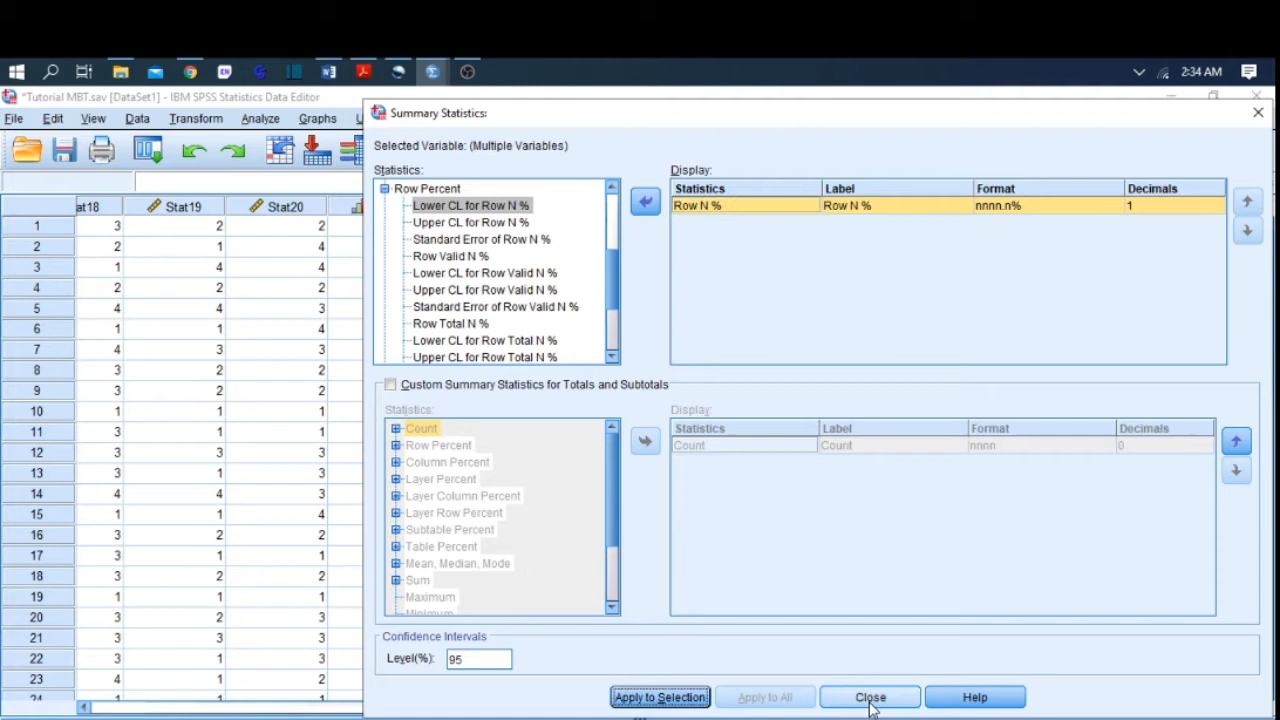 2:34 AM
*Tutorial MBT.sav [DataSet1] - IBM SPSS Statistics Data Editor
File Edit View Data Transform Analyze Graphs U
at18 Stat19 Stat20
1 3 2 2
2 2 1 4
3 1 4 4
4 2 2 2
5 4 4 3
6 1 1 4
7 4 3 3
8 3 2 2
9 3 2 2
10 1 1 1
11 3 1 1
12 3 3 3
13 3 1 3
14 4 4 3
15 1 1 4
16 3 2 2
17 3 1 1
18 3 2 2
19 1 1 1
20 3 2 3
21 3 3 3
22 3 1 3
23 4 1 2
24 1 1 1
Summary Statistics:
Selected Variable: (Multiple Variables)
Statistics:
Row Percent
Lower CL for Row N %
Upper CL for Row N %
Standard Error of Row N %
Row Valid N %
Lower CL for Row Valid N %
Upper CL for Row Valid N %
Standard Error of Row Valid N %
Row Total N %
Lower CL for Row Total N %
Upper CL for Row Total N %
Display:
Statistics Label Format Decimals
Row N % Row N % nnnn.n% 1
Custom Summary Statistics for Totals and Subtotals
Statistics:
Count
Row Percent
Column Percent
Layer Percent
Layer Column Percent
Layer Row Percent
Subtable Percent
Table Percent
Mean, Median, Mode
Sum
Maximum
Minimum
Display:
Statistics Label Format Decimals
Count Count nnnn 0
Confidence Intervals
Level(%): 95
Apply to Selection Apply to All Close Help